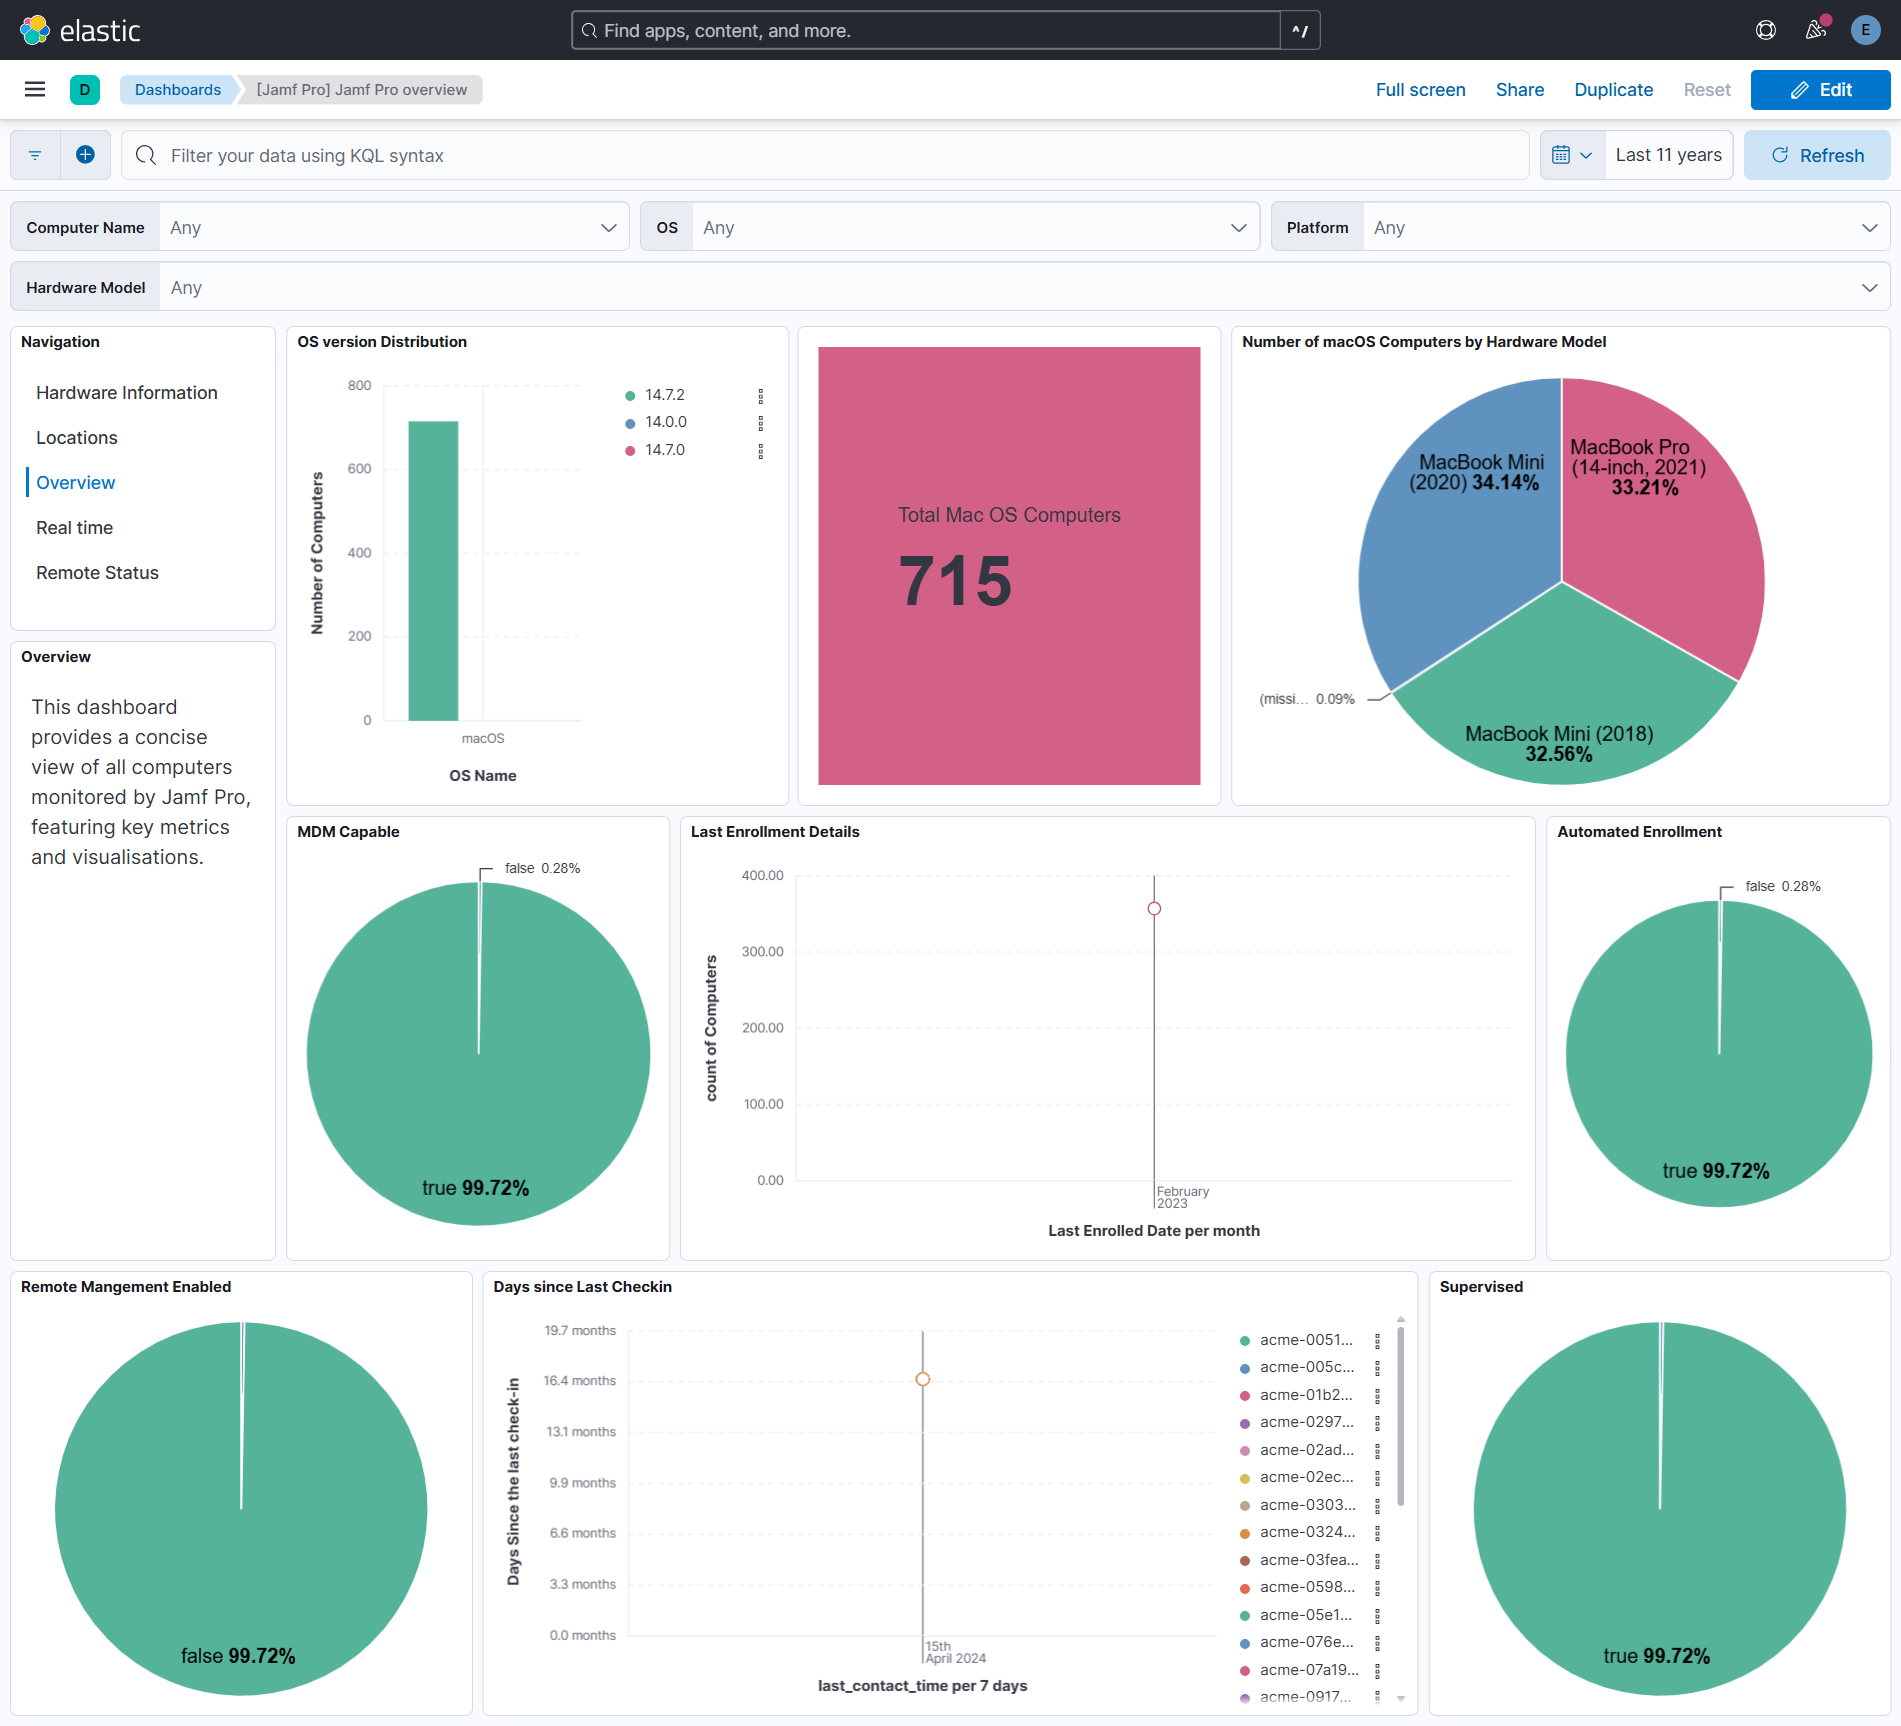 elastic
Find apps, content, and more.
^/
E
D
Dashboards
[Jamf Pro] Jamf Pro overview
Full screen
Share
Duplicate
Reset
Edit
Filter your data using KQL syntax
Last 11 years
Refresh
Computer Name
Any
OS
Any
Platform
Any
Hardware Model
Any
Navigation
Hardware Information
Locations
Overview
Real time
Remote Status
Overview
This dashboard
provides a concise
view of all computers
monitored by Jamf Pro,
featuring key metrics
and visualisations.
OS version Distribution
Number of Computers
800
600
400
200
0
macOS
OS Name
14.7.2
14.0.0
14.7.0
Total Mac OS Computers
715
Number of macOS Computers by Hardware Model
MacBook Mini
(2020) 34.14%
MacBook Pro
(14-inch, 2021)
33.21%
(missi... 0.09%
MacBook Mini (2018)
32.56%
MDM Capable
false 0.28%
true 99.72%
Last Enrollment Details
count of Computers
400.00
300.00
200.00
100.00
0.00
February
2023
Last Enrolled Date per month
Automated Enrollment
false 0.28%
true 99.72%
Remote Mangement Enabled
false 99.72%
Days since Last Checkin
Days Since the last check-in
19.7 months
16.4 months
13.1 months
9.9 months
6.6 months
3.3 months
0.0 months
15th
April 2024
last_contact_time per 7 days
acme-0051...
acme-005c...
acme-01b2...
acme-0297...
acme-02ad...
acme-02ec...
acme-0303...
acme-0324...
acme-03fea...
acme-0598...
acme-05e1...
acme-076e...
acme-07a19...
acme-0917...
Supervised
true 99.72%